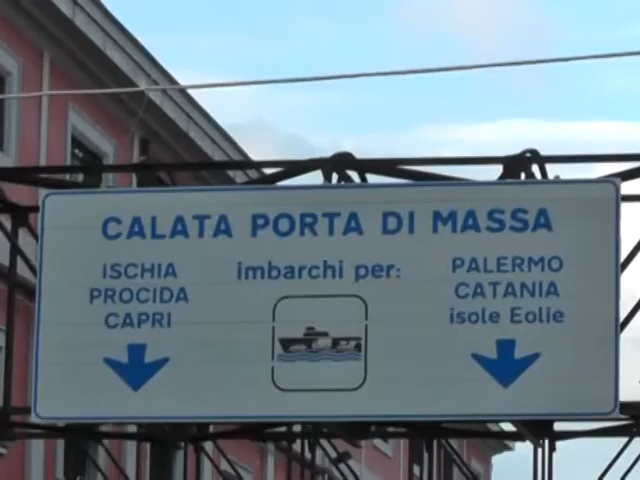 CALATA PORTA DI MASSA
imbarchi per:
ISCHIA
PROCIDA
CAPRI
PALERMO
CATANIA
isole Eolie